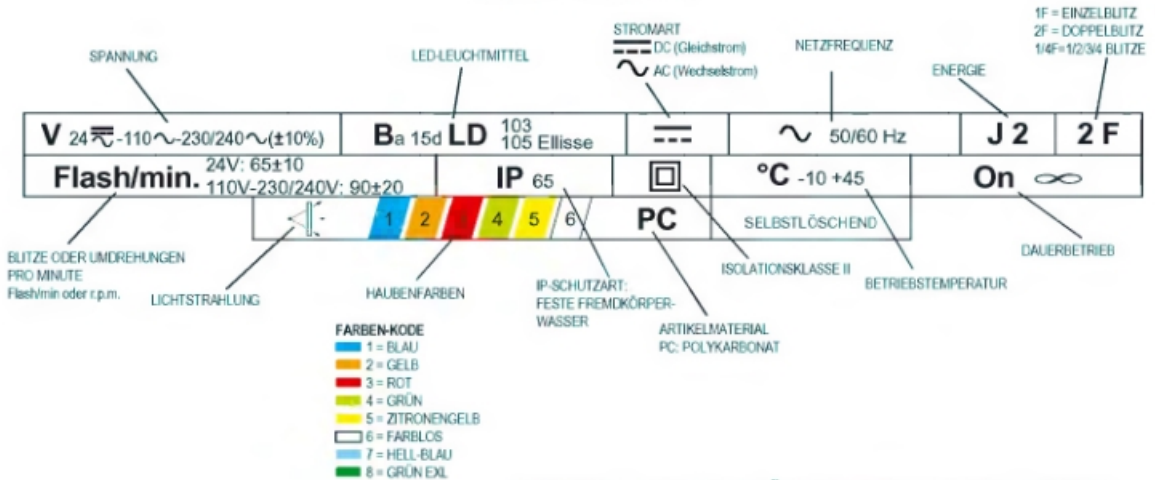 1F = EINZELBLITZ
2F = DOPPELBLITZ
1/4F=1/2/3/4 BLITZE
STROMART
DC (Gleichstrom)
AC (Wechselstrom)
NETZFREQUENZ
SPANNUNG
LED-LEUCHTMITTEL
ENERGIE
V 24 -110~-230/240~(±10%)
Ba 15d LD 103
105 Ellisse
50/60 Hz
J 2
2 F
Flash/min. 24V: 65±10
110V-230/240V: 90±20
IP 65
°C -10 +45
On ∞
1 2 3 4 5 6
PC
SELBSTLÖSCHEND
BLITZE ODER UMDREHUNGEN
PRO MINUTE
Flash/min oder r.p.m.
LICHTSTRAHLUNG
HAUBENFARBEN
IP-SCHUTZART:
FESTE FREMDKÖRPER-
WASSER
ARTIKELMATERIAL
PC: POLYKARBONAT
ISOLATIONSKLASSE II
BETRIEBSTEMPERATUR
DAUERBETRIEB
FARBEN-KODE
1 = BLAU
2 = GELB
3 = ROT
4 = GRÜN
5 = ZITRONENGELB
6 = FARBLOS
7 = HELL-BLAU
8 = GRÜN EXL